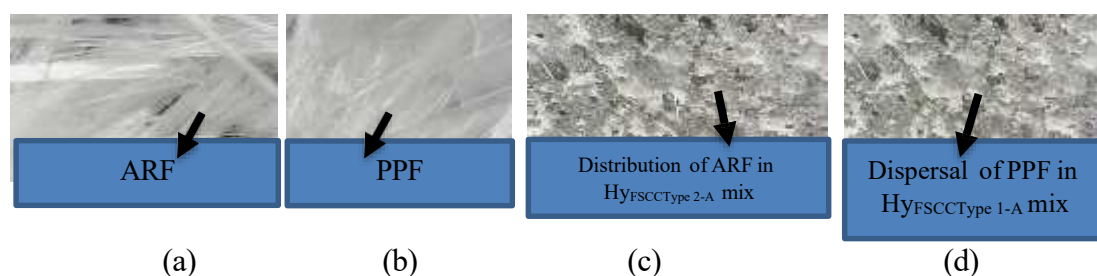 ARF
PPF
Distribution of ARF in
HyFSCCType 2-A mix
Dispersal of PPF in
HyFSCCType 1-A mix
(a)
(b)
(c)
(d)